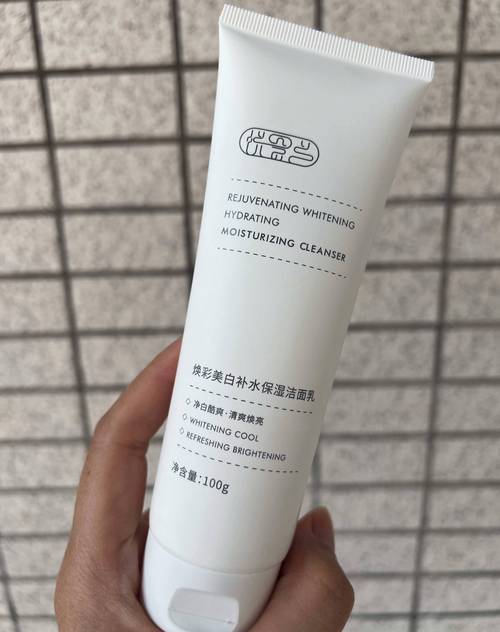 REJUVENATING WHITENING
HYDRATING
MOISTURIZING CLEANSER
焕彩美白补水保湿洁面乳
◇ 净白酷爽·清爽焕亮
◇ WHITENING COOL
◇ REFRESHING BRIGHTENING
净含量:100g